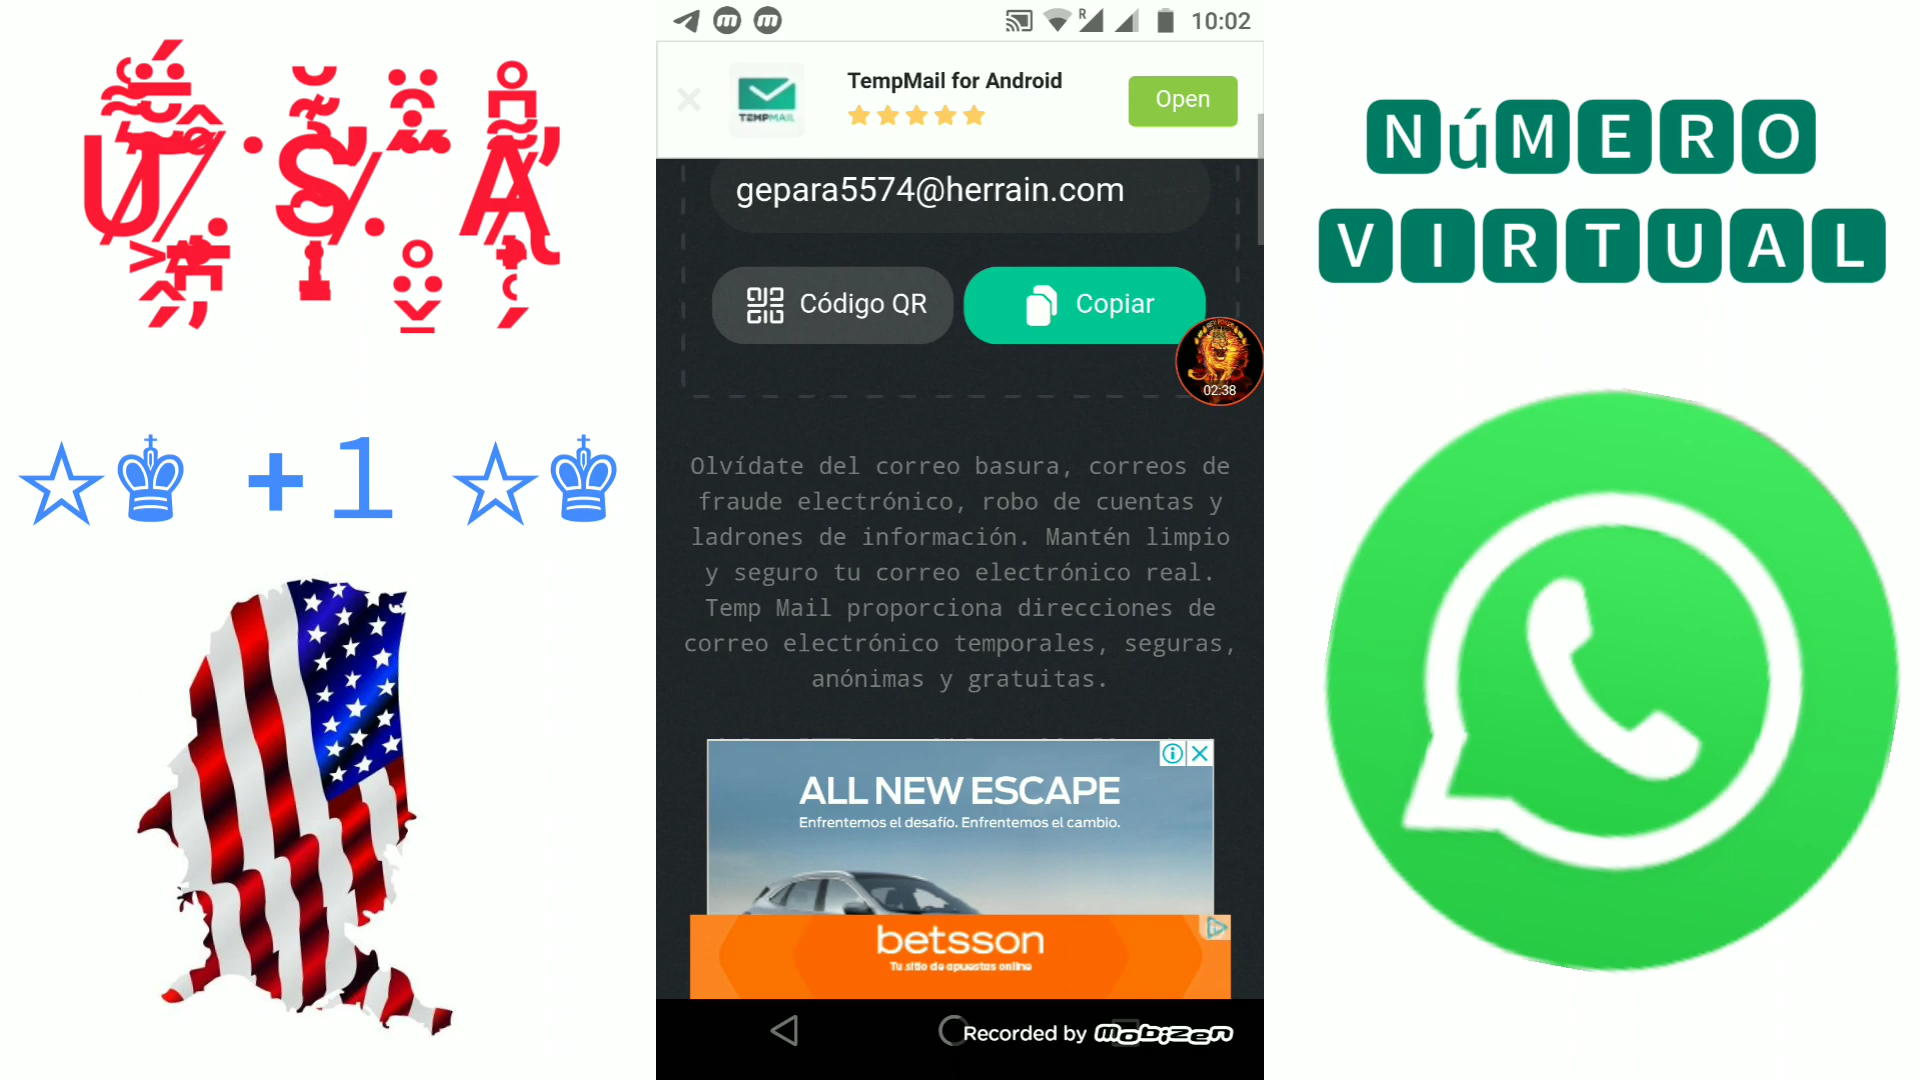 U.S.A
☆♔ +1 ☆♔
10:02
TempMail for Android
Open
TEMPMAIL
gepara5574@herrain.com
Código QR
Copiar
02:38
Olvídate del correo basura, correos de
fraude electrónico, robo de cuentas y
ladrones de información. Mantén limpio
y seguro tu correo electrónico real.
Temp Mail proporciona direcciones de
correo electrónico temporales, seguras,
anónimas y gratuitas.
ALL NEW ESCAPE
Enfrentemos el desafío. Enfrentemos el cambio.
betsson
Tu sitio de apuestas online
Recorded by mobizen
NúMERO
VIRTUAL